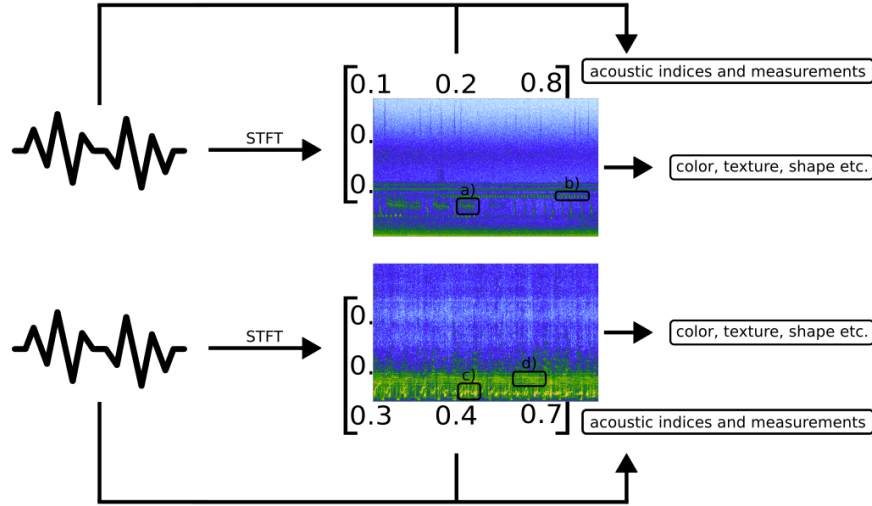 acoustic indices and measurements
0.1 0.2 0.8
STFT
0.
color, texture, shape etc.
0.
a)
b)
0.
STFT
color, texture, shape etc.
0.
d)
c)
0.3 0.4 0.7
acoustic indices and measurements